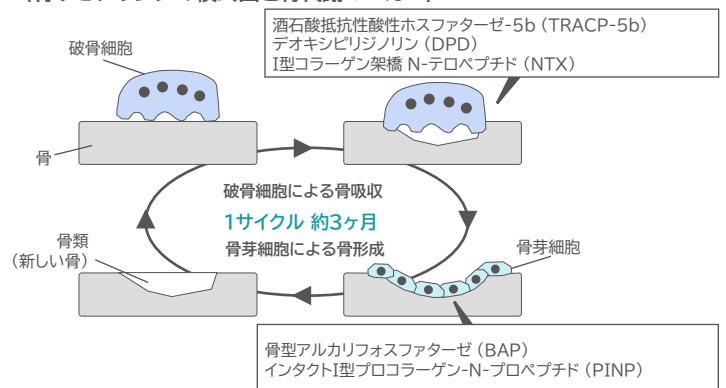 酒石酸抵抗性酸性ホスファターゼ-5b（TRACP-5b）
デオキシピリジノリン（DPD）
I型コラーゲン架橋 N-テロペプチド（NTX）
破骨細胞
骨
破骨細胞による骨吸収
1サイクル 約3ヶ月
骨芽細胞による骨形成
骨類
（新しい骨）
骨芽細胞
骨型アルカリフォスファターゼ（BAP）
インタクトI型プロコラーゲン-N-プロペプチド（PINP）